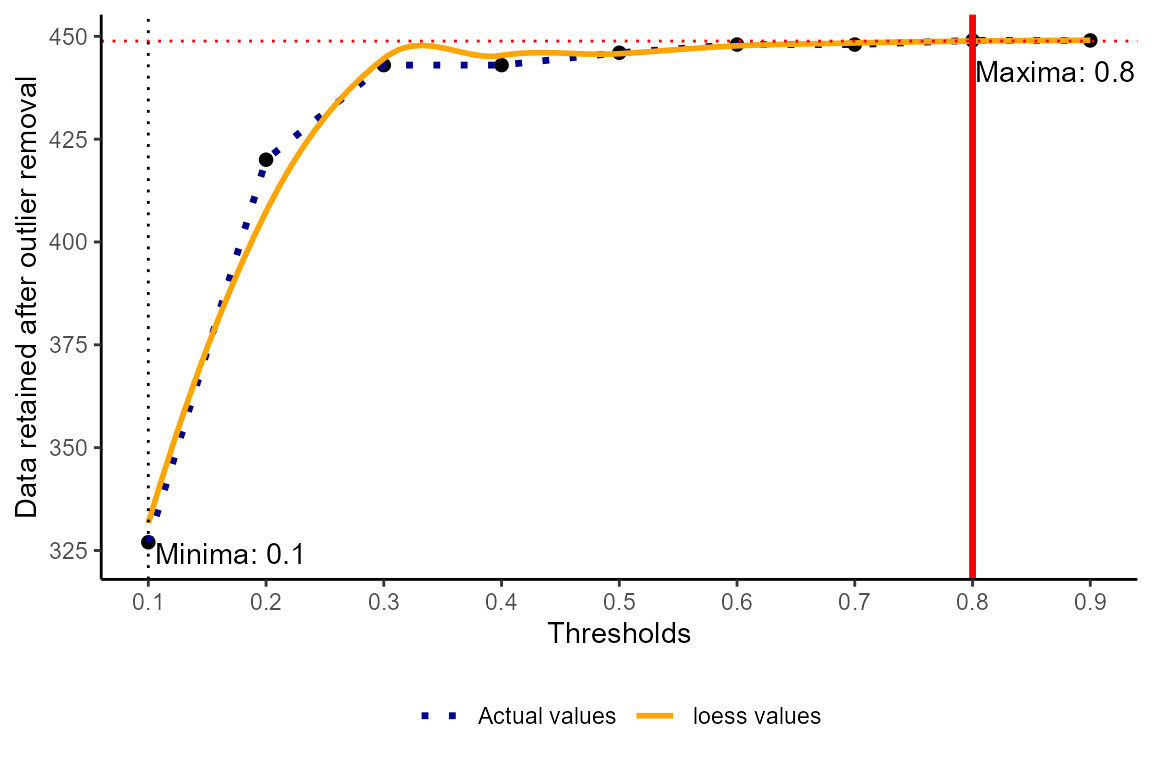 Data retained after outlier removal
450
425
400
375
350
325
Maxima: 0.8
Minima: 0.1
0.1 0.2 0.3 0.4 0.5 0.6 0.7 0.8 0.9
Thresholds
Actual values loess values